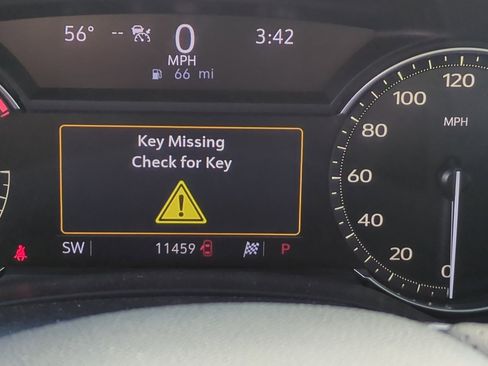 56° -- 0 3:42
MPH
66 mi
Key Missing
Check for Key
SW 11459 P
120
100
MPH
80
60
40
20
0